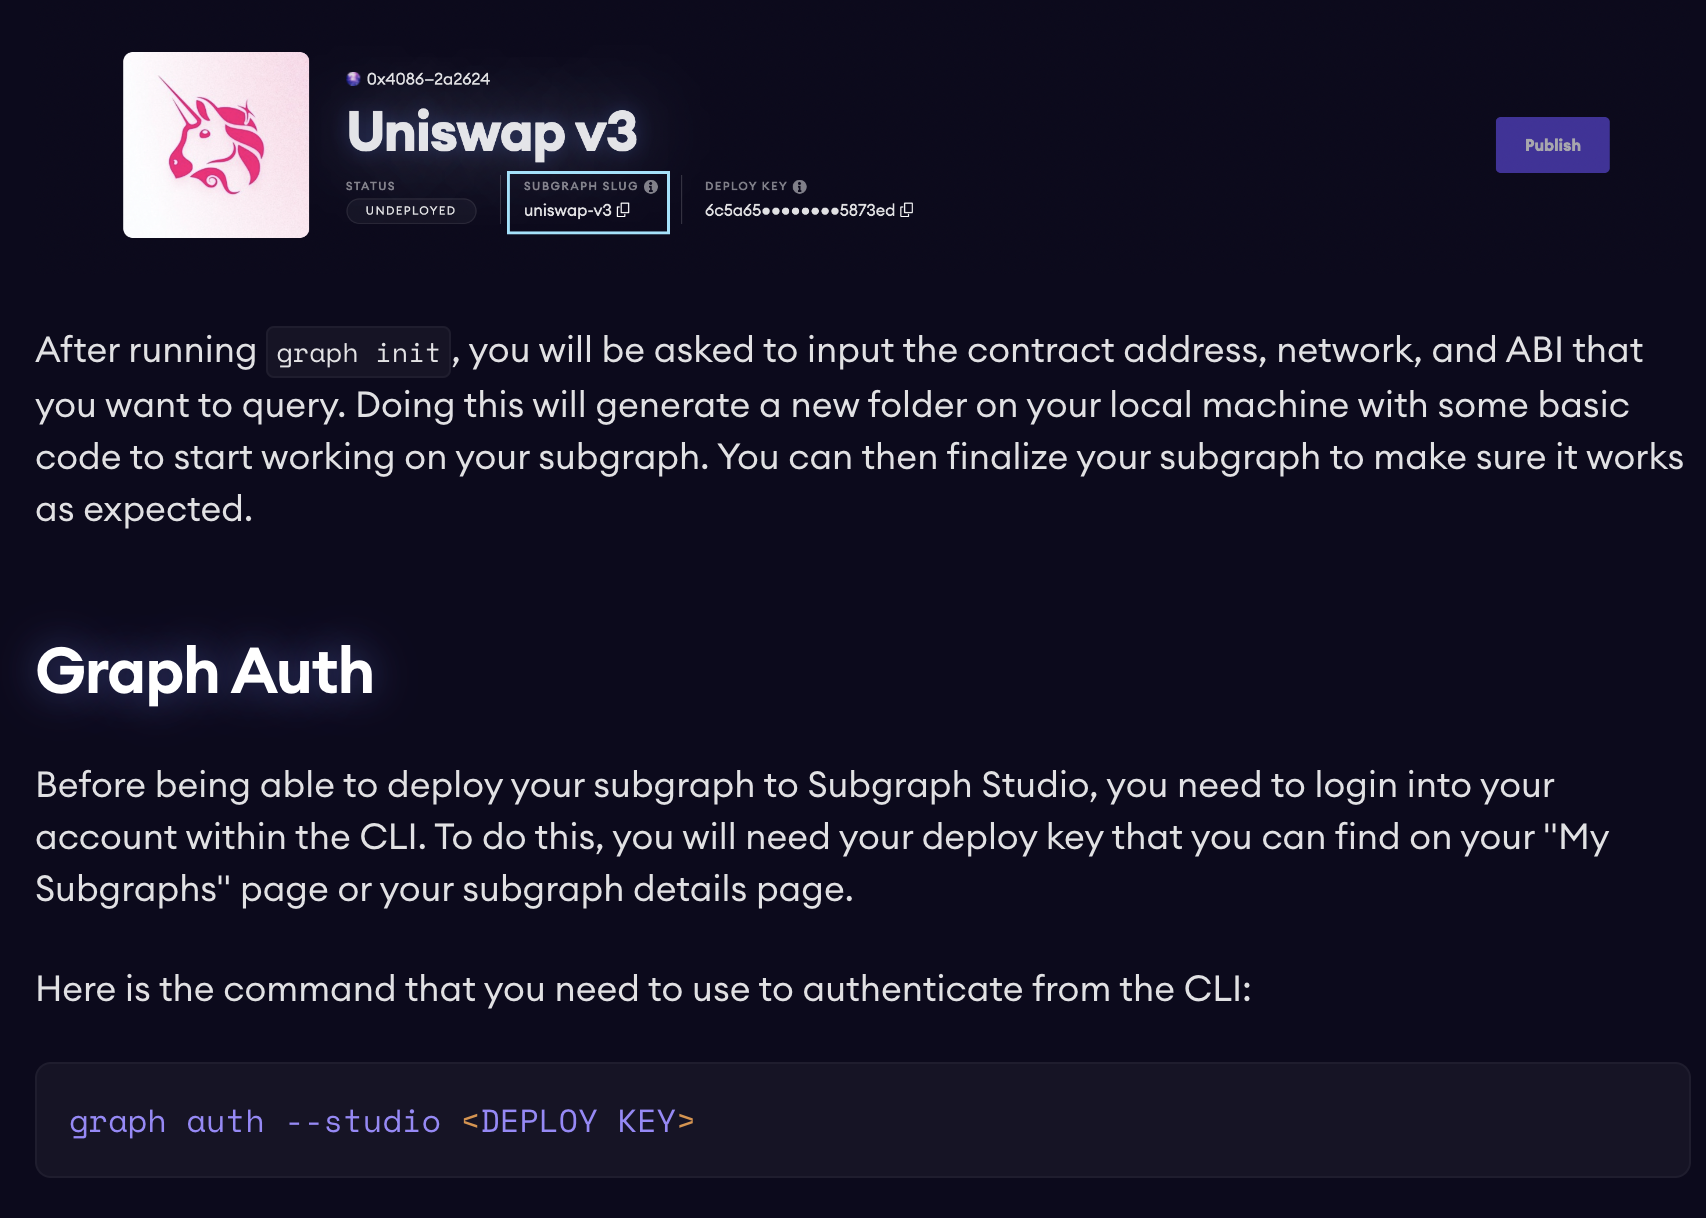 0x4086–2a2624
Uniswap v3
Publish
STATUS
SUBGRAPH SLUG
DEPLOY KEY
UNDEPLOYED
uniswap-v3
6c5a65●●●●●●●●5873ed
After running graph init, you will be asked to input the contract address, network, and ABI that
you want to query. Doing this will generate a new folder on your local machine with some basic
code to start working on your subgraph. You can then finalize your subgraph to make sure it works
as expected.
Graph Auth
Before being able to deploy your subgraph to Subgraph Studio, you need to login into your
account within the CLI. To do this, you will need your deploy key that you can find on your "My
Subgraphs" page or your subgraph details page.
Here is the command that you need to use to authenticate from the CLI:
graph auth --studio <DEPLOY KEY>